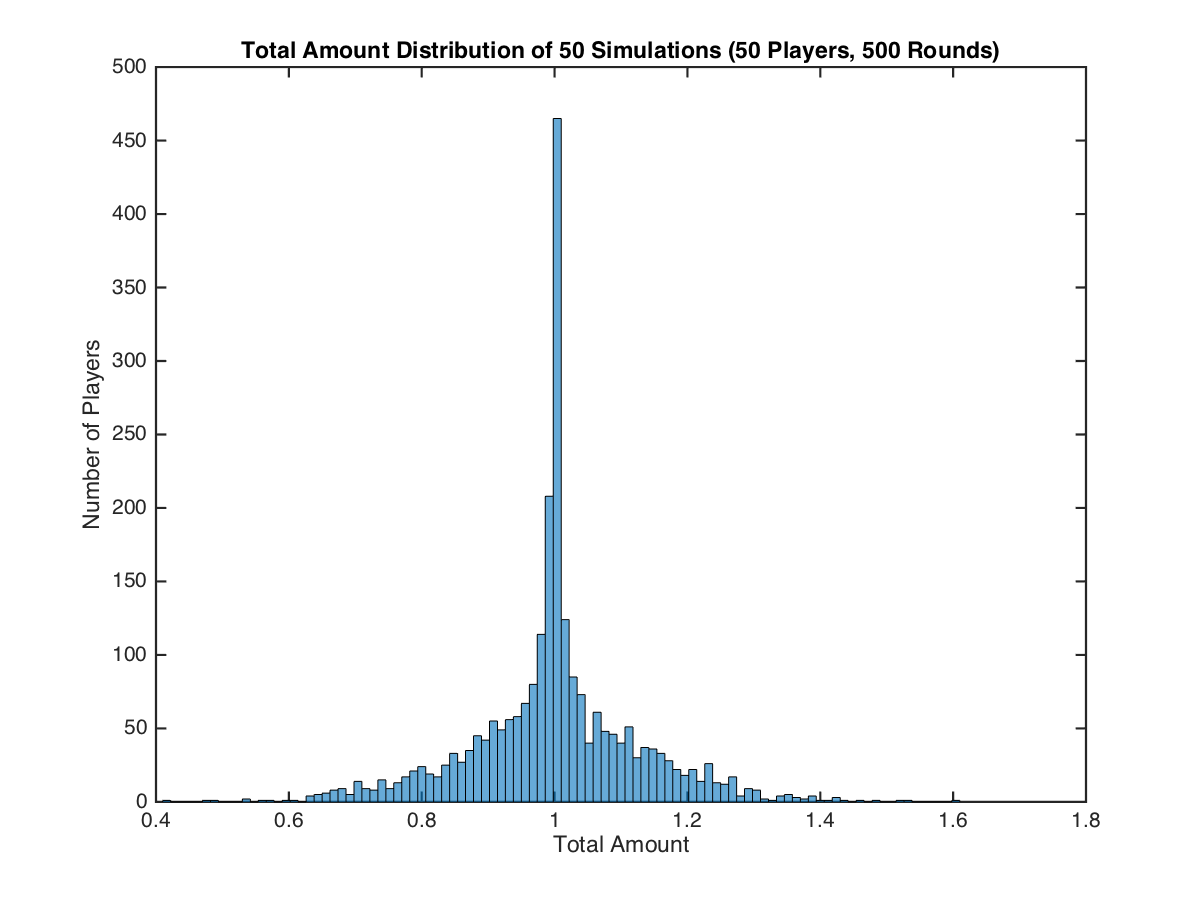 Total Amount Distribution of 50 Simulations (50 Players, 500 Rounds)
500
450
400
350
300
250
200
150
100
50
0
Number of Players
0.4 0.6 0.8 1 1.2 1.4 1.6 1.8
Total Amount